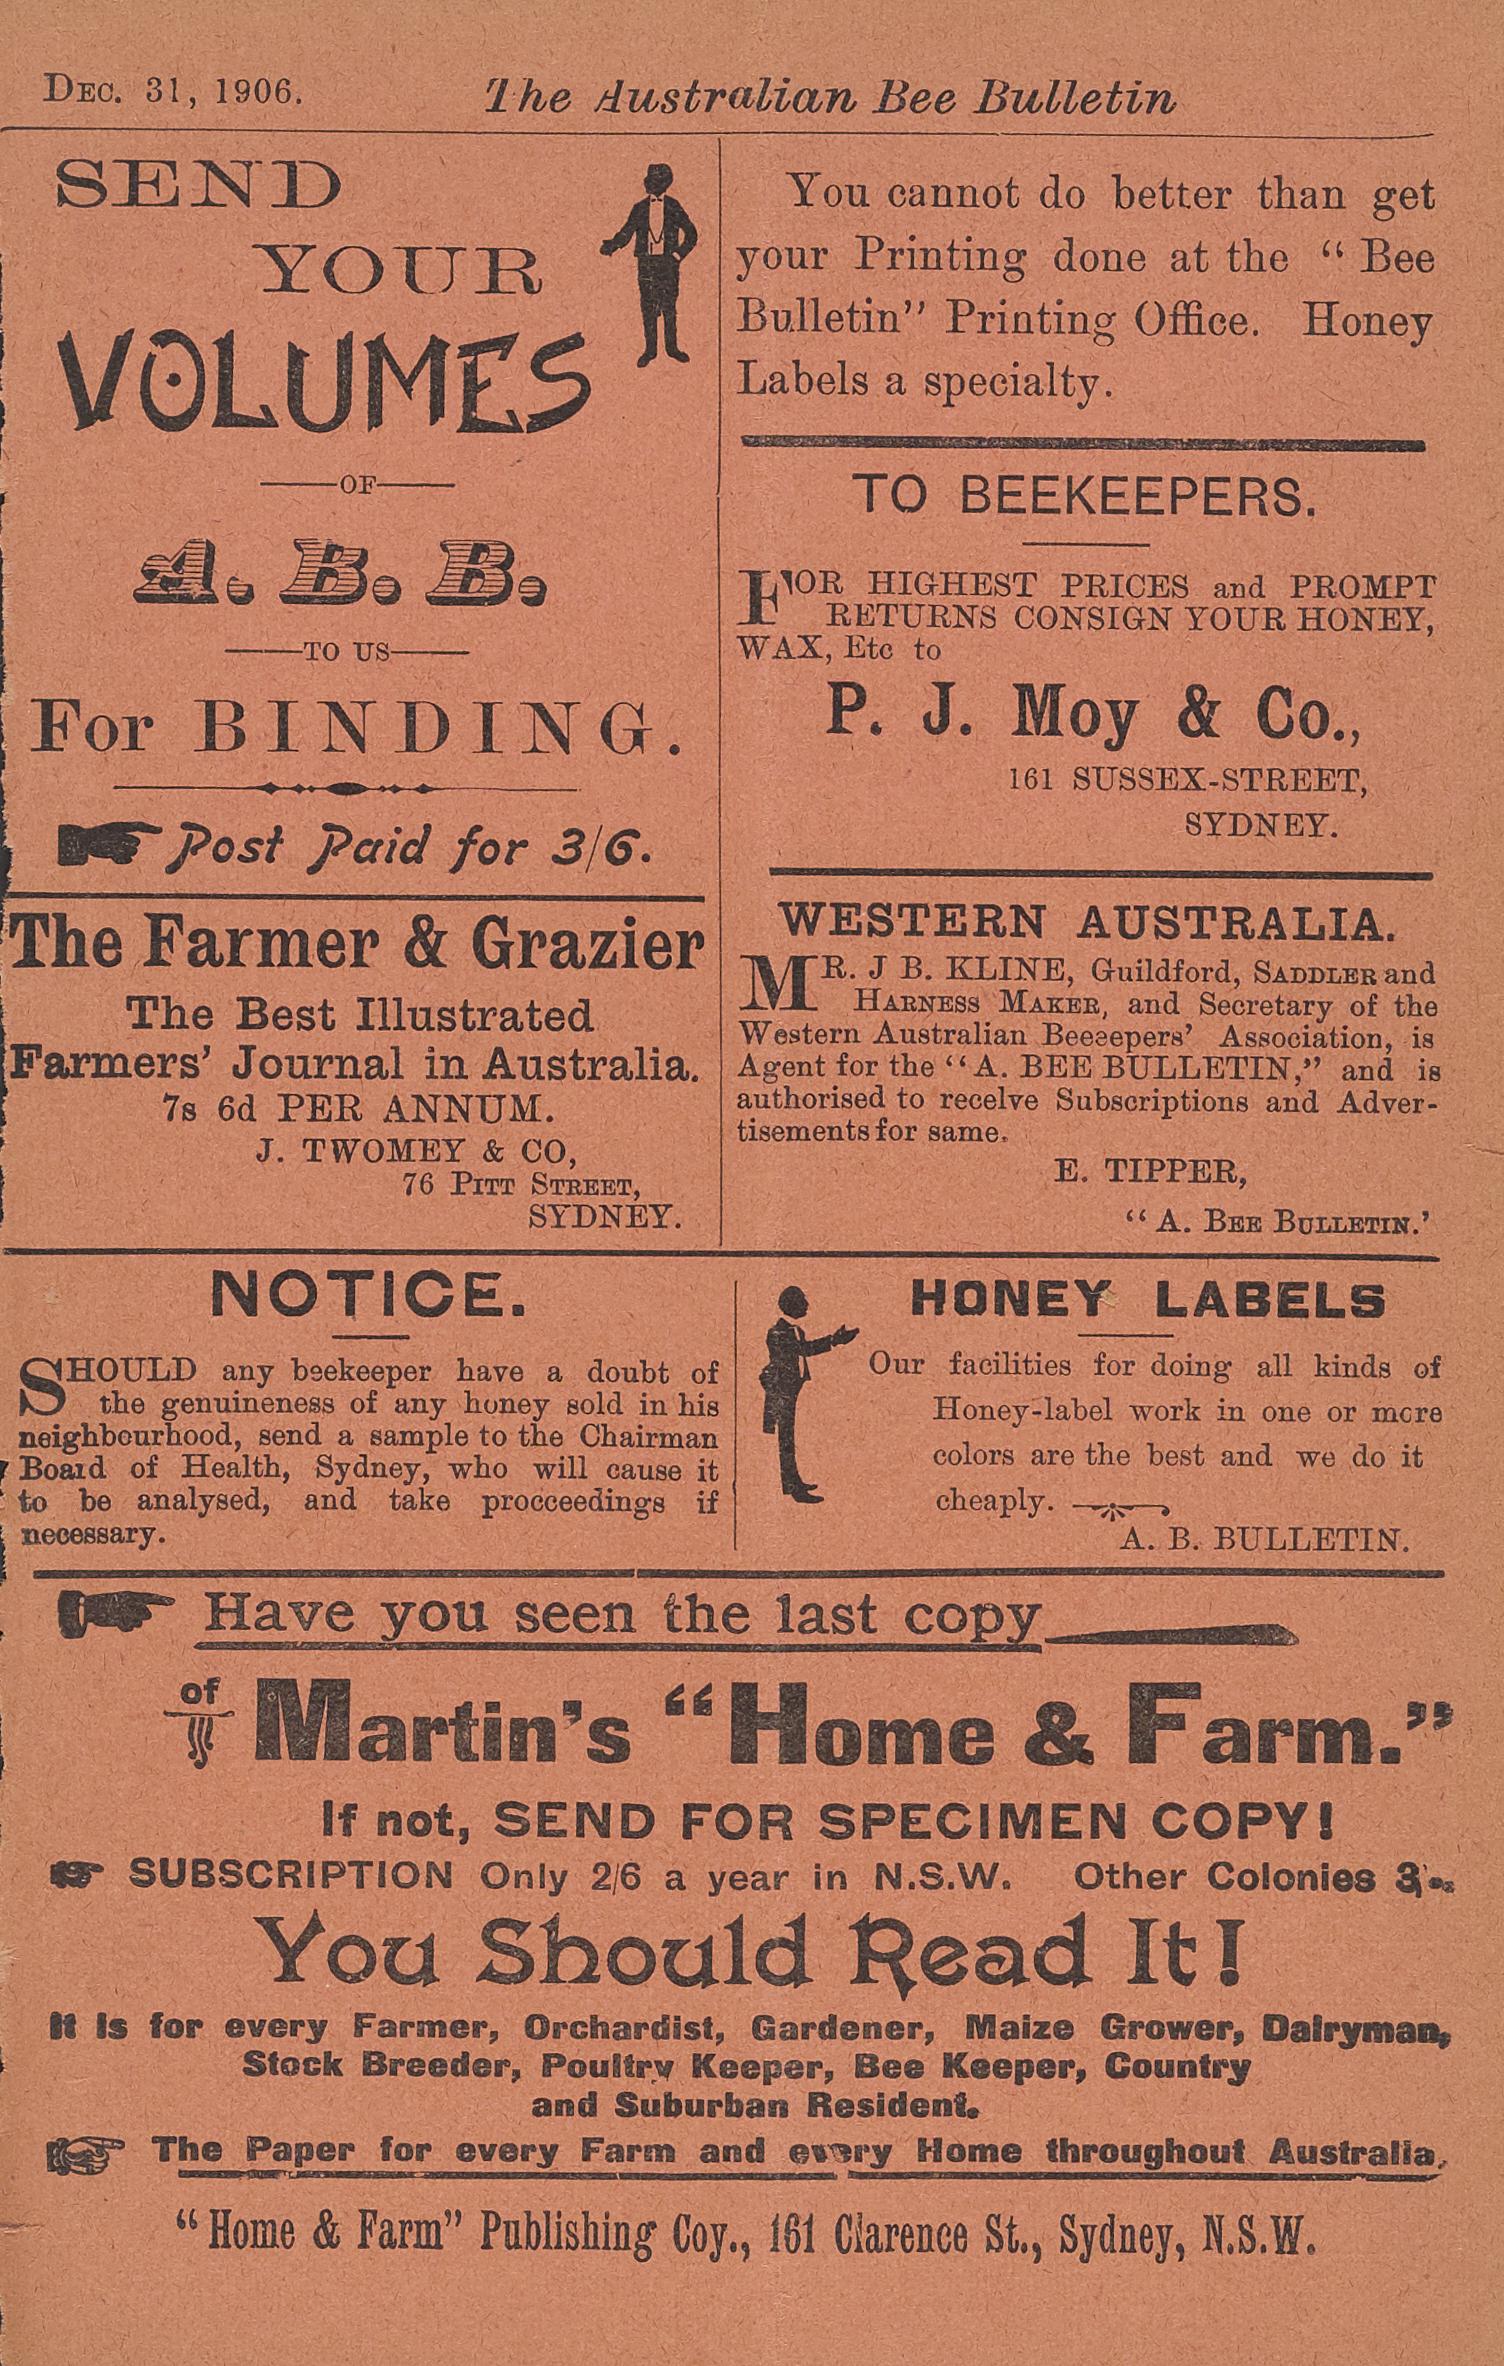 DEC. 31, 1906.
The Australian Bee Bulletin
SEND
YOUR
VOLUMES
OF
A. B. B.
TO US
For BINDING.
Post Paid for 3/6.
The Farmer & Grazier
The Best Illustrated
Farmers' Journal in Australia.
7s 6d PER ANNUM.
J. TWOMEY & CO,
76 PITT STREET,
SYDNEY.
You cannot do better than get
your Printing done at the " Bee
Bulletin" Printing Office. Honey
Labels a specialty.
TO BEEKEEPERS.
FOR HIGHEST PRICES and PROMPT
RETURNS CONSIGN YOUR HONEY,
WAX, Etc to
P. J. Moy & Co.,
161 SUSSEX-STREET,
SYDNEY.
WESTERN AUSTRALIA.
MR. J B. KLINE, Guildford, SADDLER and
HARNESS MAKER, and Secretary of the
Western Australian Beeeepers' Association, is
Agent for the "A. BEE BULLETIN," and is
authorised to receive Subscriptions and Adver-
tisements for same.
E. TIPPER,
" A. BEE BULLETIN.'
NOTICE.
SHOULD any beekeeper have a doubt of
the genuineness of any honey sold in his
neighbourhood, send a sample to the Chairman
Board of Health, Sydney, who will cause it
to be analysed, and take procceedings if
necessary.
HONEY LABELS
Our facilities for doing all kinds of
Honey-label work in one or more
colors are the best and we do it
cheaply.
A. B. BULLETIN.
Have you seen the last copy
of Martin's "Home & Farm."
If not, SEND FOR SPECIMEN COPY!
SUBSCRIPTION Only 2/6 a year in N.S.W. Other Colonies
You Should Read It!
It Is for every Farmer, Orchardist, Gardener, Maize Grower, Dairyman,
Stock Breeder, Poultry Keeper, Bee Keeper, Country
and Suburban Resident.
The Paper for every Farm and every Home throughout Australia.
"Home & Farm" Publishing Coy., 161 Clarence St., Sydney, N.S.W.